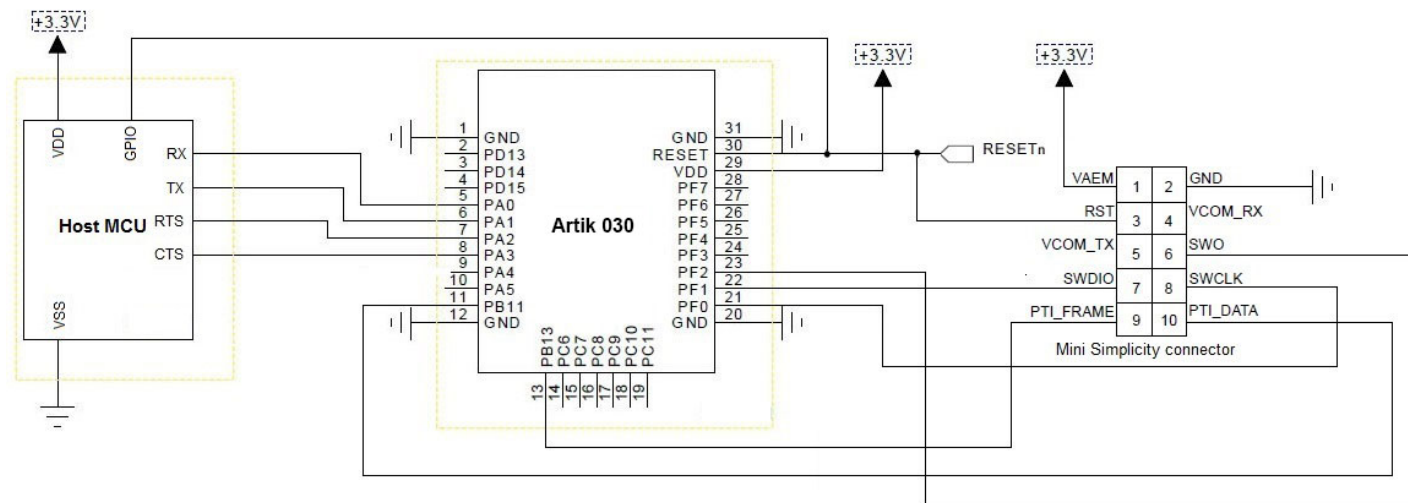 +3.3V
VDD
GPIO
RX
TX
RTS
CTS
Host MCU
VSS
1 GND
2 PD13
3 PD14
4 PD15
5 PA0
6 PA1
7 PA2
8 PA3
9 PA4
10 PA5
11 PB11
12 GND
Artik 030
GND 31
RESET 30
VDD 29
PF7 28
PF6 27
PF5 26
PF4 25
PF3 24
PF2 23
PF1 22
PF0 21
GND 20
PB13 13
PC6 14
PC7 15
PC8 16
PC9 17
PC10 18
PC11 19
+3.3V
RESETn
+3.3V
VAEM 1 2 GND
RST 3 4 VCOM_RX
VCOM_TX 5 6 SWO
SWDIO 7 8 SWCLK
PTI_FRAME 9 10 PTI_DATA
Mini Simplicity connector